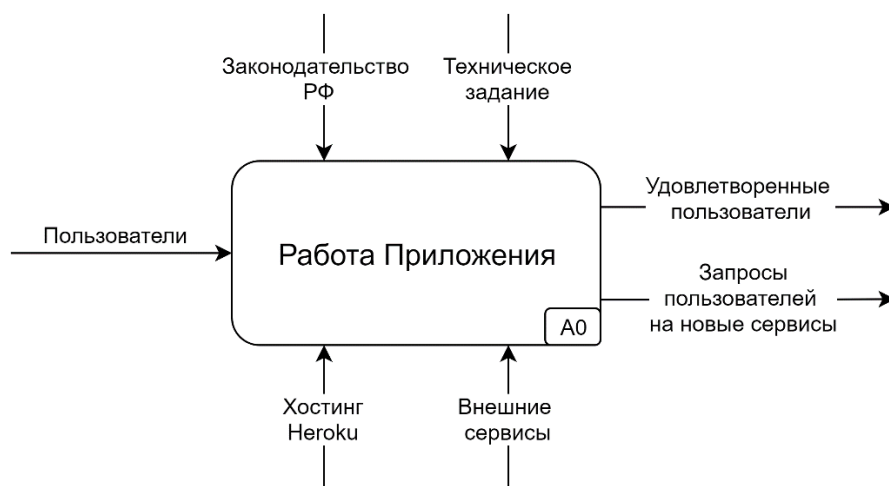 Законодательство
РФ
Техническое
задание
Удовлетворенные
пользователи
Пользователи
Работа Приложения
Запросы
пользователей
на новые сервисы
A0
Хостинг
Heroku
Внешние
сервисы